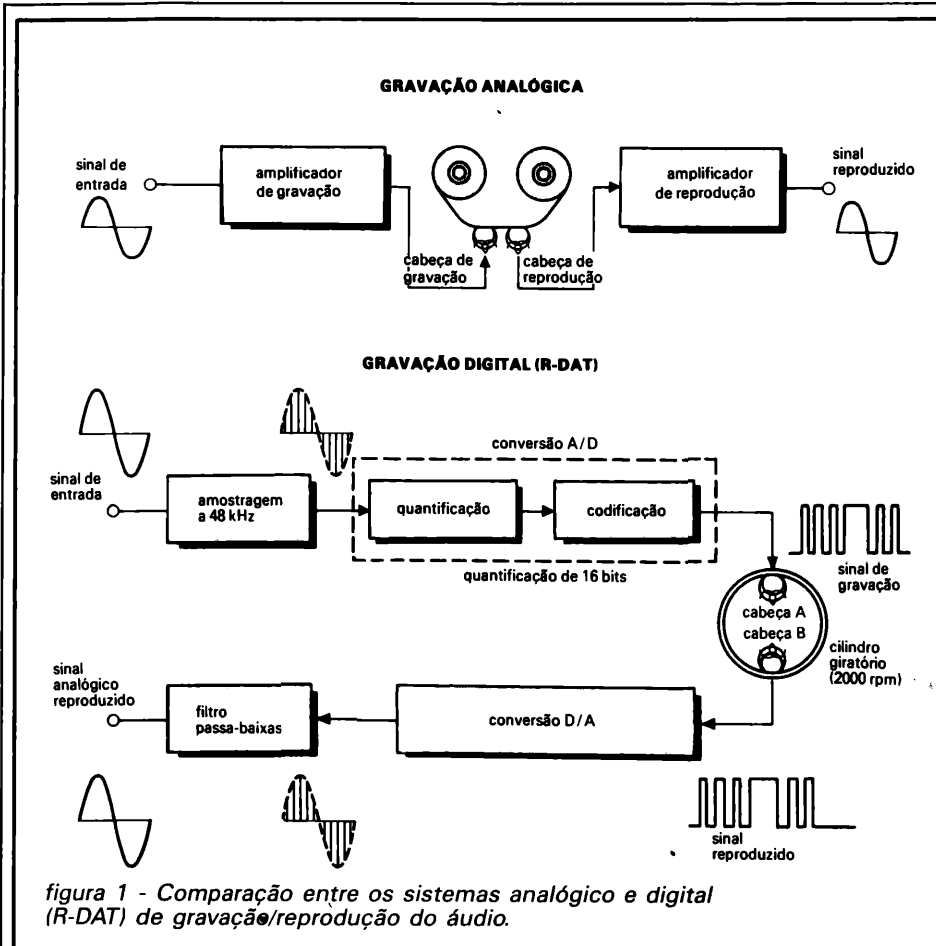 GRAVAÇÃO ANALÓGICA
sinal de
entrada
amplificador
de gravação
cabeça de
gravação
cabeça de
reprodução
amplificador
de reprodução
sinal
reproduzido
GRAVAÇÃO DIGITAL (R-DAT)
sinal de
entrada
amostragem
a 48 kHz
conversão A/D
quantificação
codificação
quantificação de 16 bits
sinal de
gravação
cabeça A
cabeça B
cilindro
giratório
(2000 rpm)
sinal
analógico
reproduzido
filtro
passa-baixas
conversão D/A
sinal
reproduzido
figura 1 - Comparação entre os sistemas analógico e digital
(R-DAT) de gravação/reprodução do áudio.